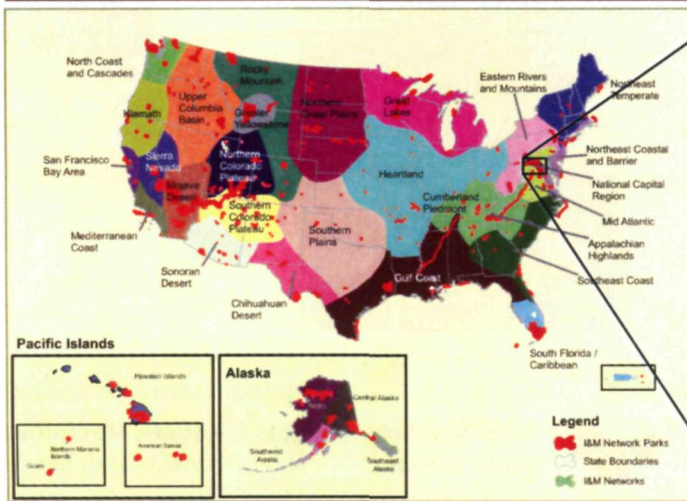 North Coast
and Cascades
Rocky
Mountain
Eastern Rivers
and Mountains
Northeast
Temperate
Klamath
Upper
Columbia
Basin
Greater
Yellowstone
Northern
Great Plains
Great
Lakes
Northeast Coastal
and Barrier
San Francisco
Bay Area
Sierra
Nevada
Northern
Colorado
Plateau
Heartland
National Capital
Region
Mojave
Desert
Cumberland
Piedmont
Mid Atlantic
Mediterranean
Coast
Southern
Colorado
Plateau
Southern
Plains
Appalachian
Highlands
Sonoran
Desert
Gulf Coast
Southeast Coast
Chihuahuan
Desert
South Florida /
Caribbean
Pacific Islands
Hawaiian Islands
Northern Mariana
Islands
Guam
American Samoa
Alaska
Arctic
Central Alaska
Southwest
Alaska
Southeast
Alaska
Legend
I&M Network Parks
State Boundaries
I&M Networks